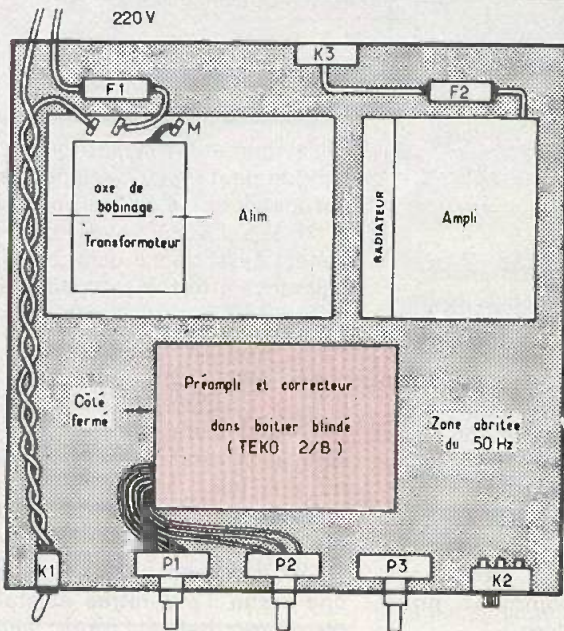 220 V
K3
F1
F2
M
axe de
bobinage
Transformateur
Alim
RADIATEUR
Ampli
Préampli et correcteur
dans boitier blindé
( TEKO 2/B )
Côté
fermé
Zone abritée
du 50 Hz
K1
P1
P2
P3
K2